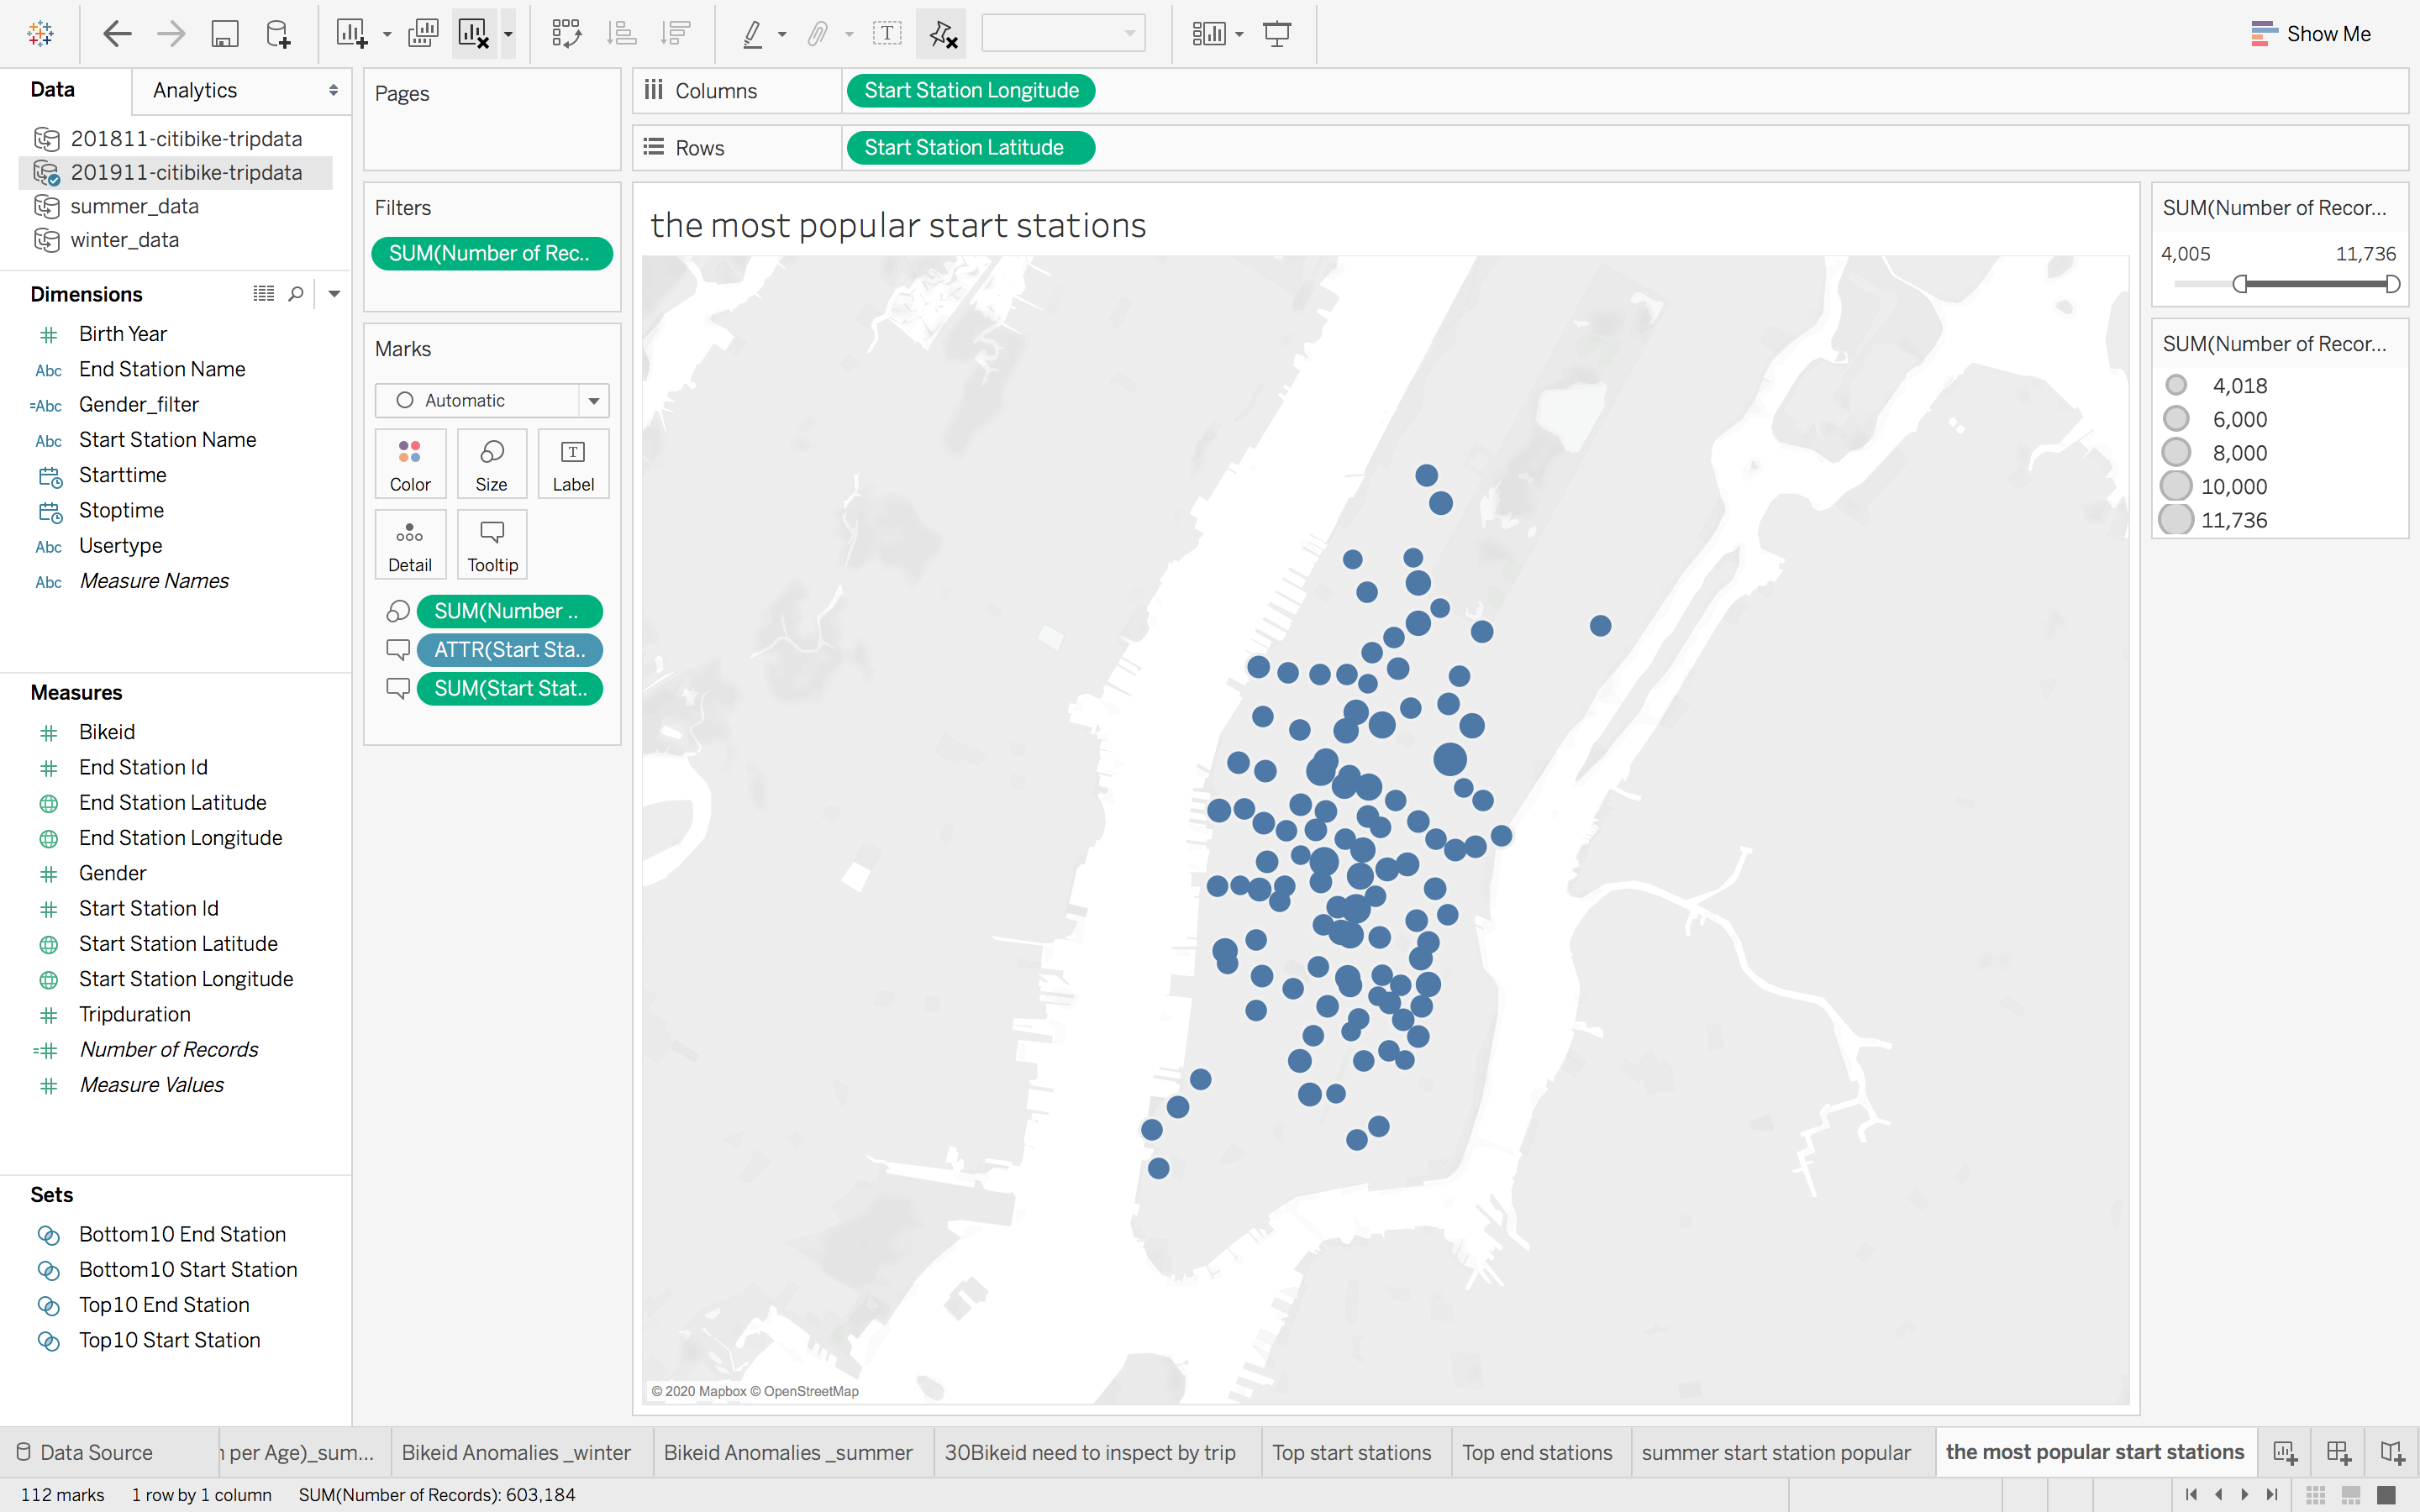 Show Me
Data
Analytics
201811-citibike-tripdata
201911-citibike-tripdata
summer_data
winter_data
Dimensions
# Birth Year
Abc End Station Name
=Abc Gender_filter
Abc Start Station Name
Starttime
Stoptime
Abc Usertype
Abc Measure Names
Measures
# Bikeid
# End Station Id
End Station Latitude
End Station Longitude
# Gender
# Start Station Id
Start Station Latitude
Start Station Longitude
# Tripduration
=# Number of Records
# Measure Values
Sets
Bottom10 End Station
Bottom10 Start Station
Top10 End Station
Top10 Start Station
Pages
Filters
SUM(Number of Rec..
Marks
Automatic
Color
Size
T
Label
Detail
Tooltip
SUM(Number ..
ATTR(Start Sta..
SUM(Start Stat..
Columns
Start Station Longitude
Rows
Start Station Latitude
the most popular start stations
© 2020 Mapbox © OpenStreetMap
SUM(Number of Recor...
4,005 11,736
SUM(Number of Recor...
4,018
6,000
8,000
10,000
11,736
Data Source
per Age)_sum...
Bikeid Anomalies _winter
Bikeid Anomalies _summer
30Bikeid need to inspect by trip
Top start stations
Top end stations
summer start station popular
the most popular start stations
112 marks 1 row by 1 column SUM(Number of Records): 603,184